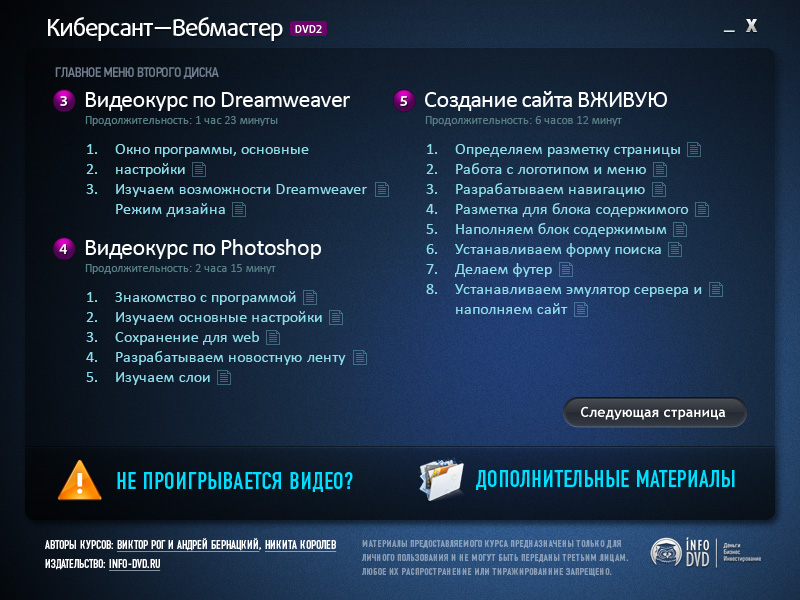 Киберсант—Вебмастер DVD2
_ X
ГЛАВНОЕ МЕНЮ ВТОРОГО ДИСКА
3 Видеокурс по Dreamweaver
Продолжительность: 1 час 23 минуты
1. Окно программы, основные
2. настройки
3. Изучаем возможности Dreamweaver
Режим дизайна
4 Видеокурс по Photoshop
Продолжительность: 2 часа 15 минут
1. Знакомство с программой
2. Изучаем основные настройки
3. Сохранение для web
4. Разрабатываем новостную ленту
5. Изучаем слои
5 Создание сайта ВЖИВУЮ
Продолжительность: 6 часов 12 минут
1. Определяем разметку страницы
2. Работа с логотипом и меню
3. Разрабатываем навигацию
4. Разметка для блока содержимого
5. Наполняем блок содержимым
6. Устанавливаем форму поиска
7. Делаем футер
8. Устанавливаем эмулятор сервера и
наполняем сайт
Следующая страница
НЕ ПРОИГРЫВАЕТСЯ ВИДЕО?
ДОПОЛНИТЕЛЬНЫЕ МАТЕРИАЛЫ
АВТОРЫ КУРСОВ: ВИКТОР РОГ И АНДРЕЙ БЕРНАЦКИЙ, НИКИТА КОРОЛЕВ
ИЗДАТЕЛЬСТВО: INFO-DVD.RU
МАТЕРИАЛЫ ПРЕДОСТАВЛЯЕМОГО КУРСА ПРЕДНАЗНАЧЕНЫ ТОЛЬКО ДЛЯ
ЛИЧНОГО ПОЛЬЗОВАНИЯ И НЕ МОГУТ БЫТЬ ПЕРЕДАНЫ ТРЕТЬИМ ЛИЦАМ.
ЛЮБОЕ ИХ РАСПРОСТРАНЕНИЕ ИЛИ ТИРАЖИРОВАННИЕ ЗАПРЕЩЕНО.
INFO
DVD
Деньги
Бизнес
Инвестирование